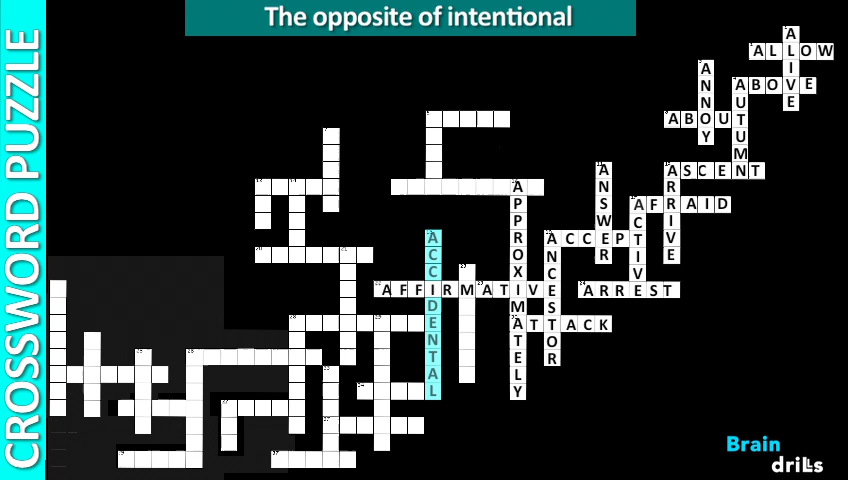 The opposite of intentional
CROSSWORD PUZZLE
ALIVE
ALLOW
ANNOY
ABOVE
AUTUMN
ABOUT
ANSWER
ARRIVE
ASCENT
APPROXIMATELY
ACTIVE
AFRAID
ACCIDENTAL
ANCESTOR
ACCEPT
AFFIRMATIVE
ARREST
ATTACK
Brain
drills